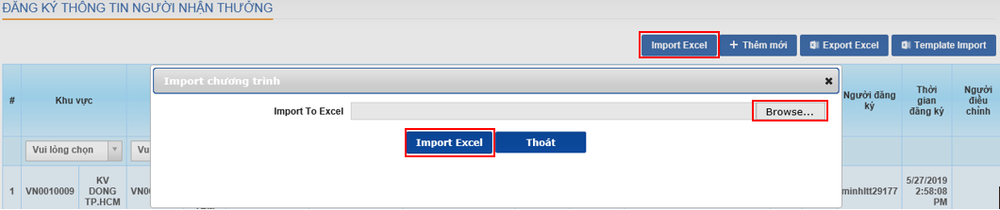 ĐĂNG KÝ THÔNG TIN NGƯỜI NHẬN THƯỞNG
Import Excel
+ Thêm mới
Export Excel
Template Import
Import chương trình
#
Khu vực
Người đăng
ký
Thời
gian
đăng ký
Người
điều
chỉnh
Import To Excel
Browse...
Import Excel
Thoát
Vui lòng chọn
1
VN0010009
KV
DONG
TP.HCM
minhltt29177
5/27/2019
2:58:08
PM